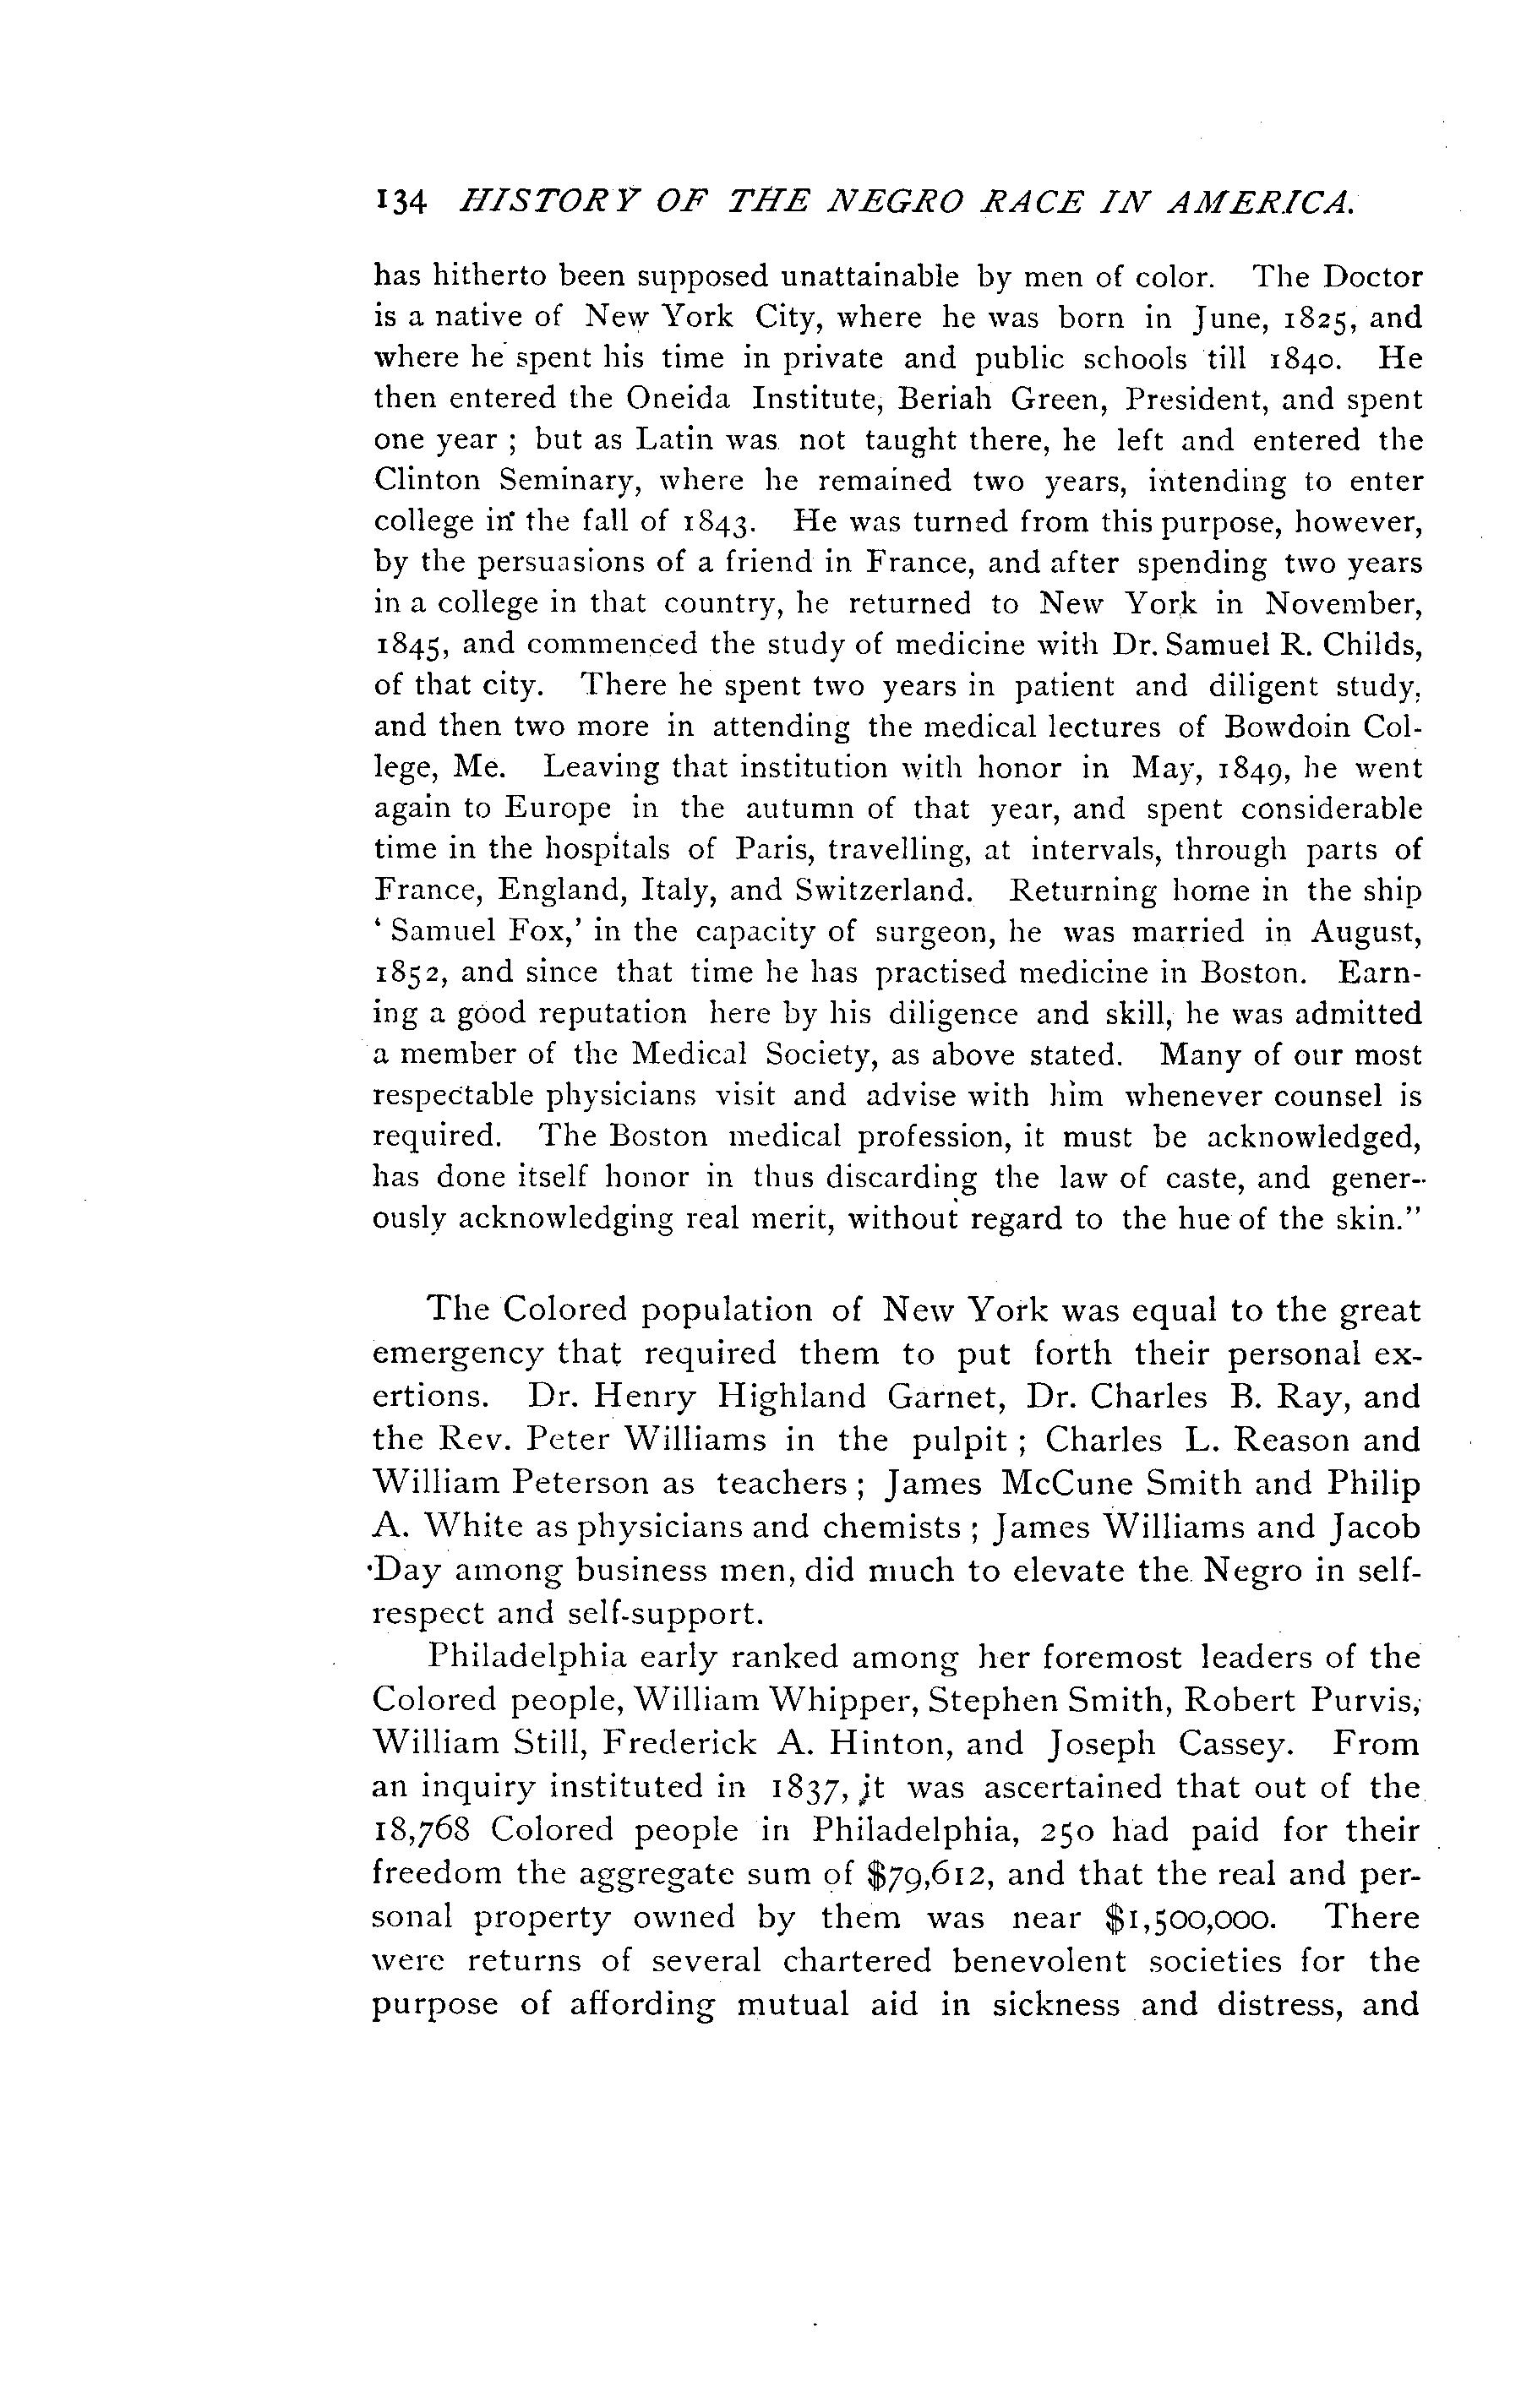 134 HISTORY OF THE NEGRO RACE IN AMERICA.
has hitherto been supposed unattainable by men of color. The Doctor
is a native of New York City, where he was born in June, 1825, and
where he spent his time in private and public schools till 1840. He
then entered the Oneida Institute, Beriah Green, President, and spent
one year ; but as Latin was not taught there, he left and entered the
Clinton Seminary, where he remained two years, intending to enter
college in the fall of 1843. He was turned from this purpose, however,
by the persuasions of a friend in France, and after spending two years
in a college in that country, he returned to New York in November,
1845, and commenced the study of medicine with Dr. Samuel R. Childs,
of that city. There he spent two years in patient and diligent study,
and then two more in attending the medical lectures of Bowdoin Col-
lege, Me. Leaving that institution with honor in May, 1849, he went
again to Europe in the autumn of that year, and spent considerable
time in the hospitals of Paris, travelling, at intervals, through parts of
France, England, Italy, and Switzerland. Returning home in the ship
‘ Samuel Fox,’ in the capacity of surgeon, he was married in August,
1852, and since that time he has practised medicine in Boston. Earn-
ing a good reputation here by his diligence and skill, he was admitted
a member of the Medical Society, as above stated. Many of our most
respectable physicians visit and advise with him whenever counsel is
required. The Boston medical profession, it must be acknowledged,
has done itself honor in thus discarding the law of caste, and gener-
ously acknowledging real merit, without regard to the hue of the skin.”
The Colored population of New York was equal to the great
emergency that required them to put forth their personal ex-
ertions. Dr. Henry Highland Garnet, Dr. Charles B. Ray, and
the Rev. Peter Williams in the pulpit ; Charles L. Reason and
William Peterson as teachers ; James McCune Smith and Philip
A. White as physicians and chemists ; James Williams and Jacob
Day among business men, did much to elevate the Negro in self-
respect and self-support.
Philadelphia early ranked among her foremost leaders of the
Colored people, William Whipper, Stephen Smith, Robert Purvis,
William Still, Frederick A. Hinton, and Joseph Cassey. From
an inquiry instituted in 1837, it was ascertained that out of the
18,768 Colored people in Philadelphia, 250 had paid for their
freedom the aggregate sum of $79,612, and that the real and per-
sonal property owned by them was near $1,500,000. There
were returns of several chartered benevolent societies for the
purpose of affording mutual aid in sickness and distress, and